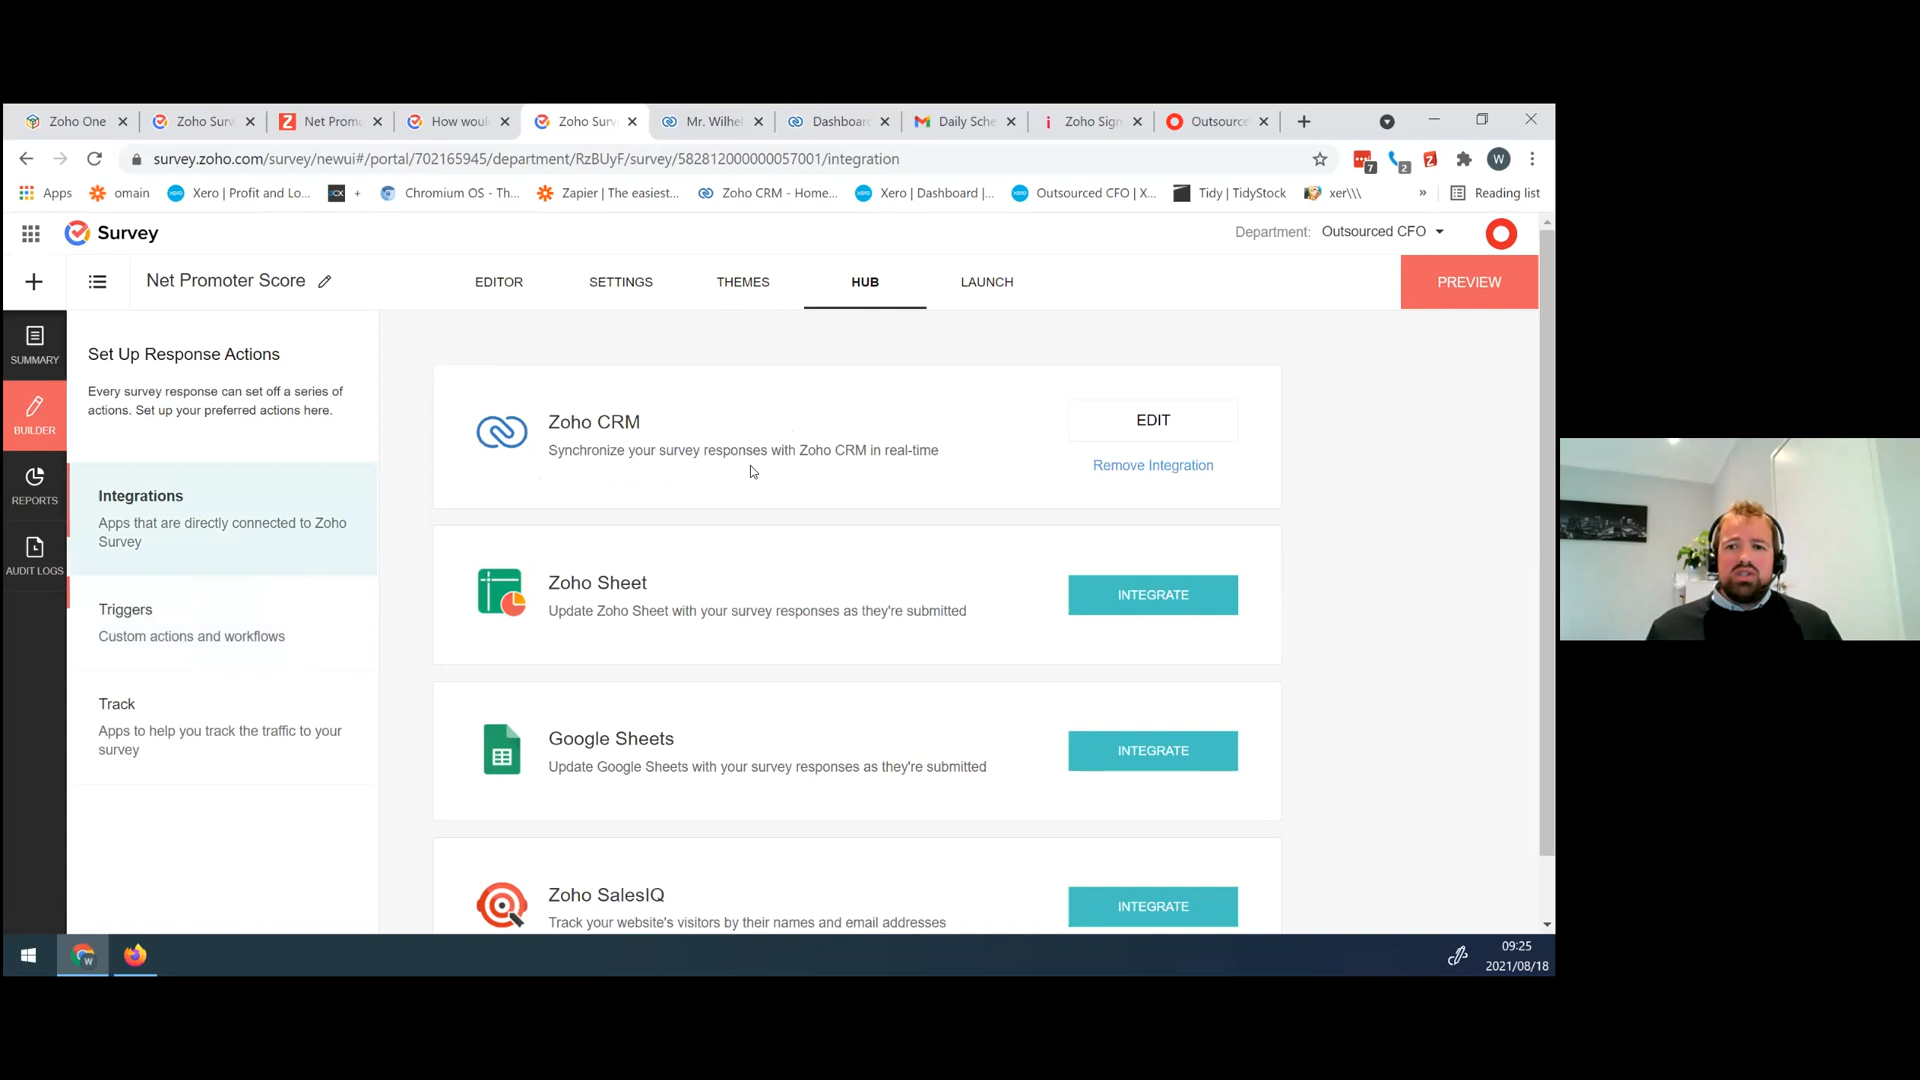 Zoho One
Zoho Surv
Net Promo
How woul
Zoho Surv
Mr. Wilhel
Dashboar
Daily Sche
Zoho Sign
Outsource
survey.zoho.com/survey/newui#/portal/702165945/department/RzBUyF/survey/582812000000057001/integration
7
2
W
Apps
omain
Xero | Profit and Lo...
+
Chromium OS - Th...
Zapier | The easiest...
Zoho CRM - Home...
Xero | Dashboard |...
Outsourced CFO | X...
Tidy | TidyStock
xer\\\
»
Reading list
Survey
Department: Outsourced CFO
Net Promoter Score
EDITOR
SETTINGS
THEMES
HUB
LAUNCH
PREVIEW
SUMMARY
BUILDER
REPORTS
AUDIT LOGS
Set Up Response Actions
Every survey response can set off a series of
actions. Set up your preferred actions here.
Integrations
Apps that are directly connected to Zoho
Survey
Triggers
Custom actions and workflows
Track
Apps to help you track the traffic to your
survey
Zoho CRM
Synchronize your survey responses with Zoho CRM in real-time
EDIT
Remove Integration
Zoho Sheet
Update Zoho Sheet with your survey responses as they're submitted
INTEGRATE
Google Sheets
Update Google Sheets with your survey responses as they're submitted
INTEGRATE
Zoho SalesIQ
Track your website's visitors by their names and email addresses
INTEGRATE
09:25
2021/08/18